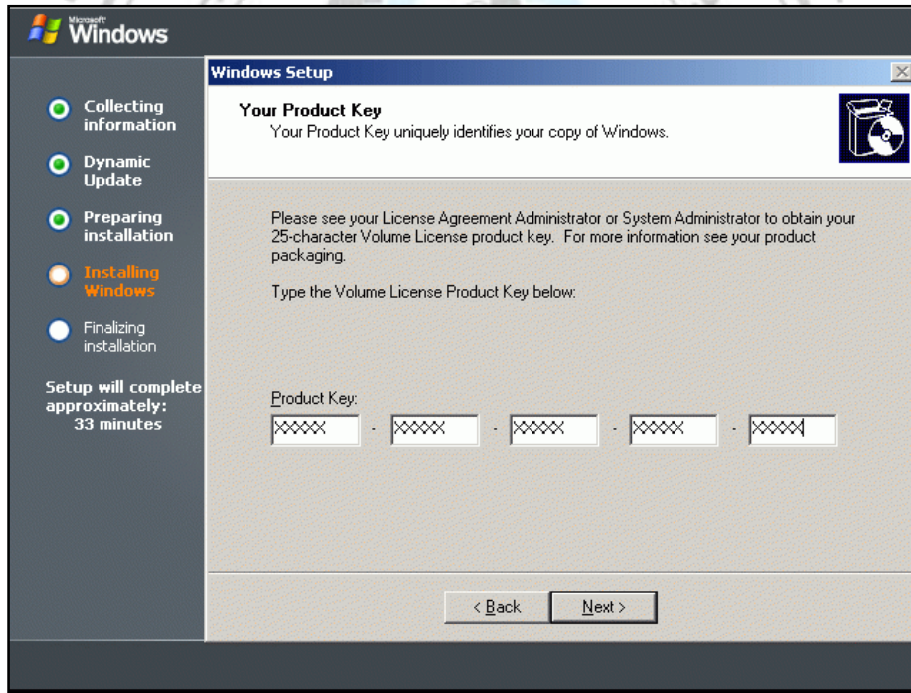 Microsoft
Windows
Windows Setup
Collecting
information
Dynamic
Update
Preparing
installation
Installing
Windows
Finalizing
installation
Setup will complete
approximately:
33 minutes
Your Product Key
Your Product Key uniquely identifies your copy of Windows.
Please see your License Agreement Administrator or System Administrator to obtain your
25-character Volume License product key. For more information see your product
packaging.
Type the Volume License Product Key below:
Product Key:
XXXXX - XXXXX - XXXXX - XXXXX - XXXXX
< Back Next >